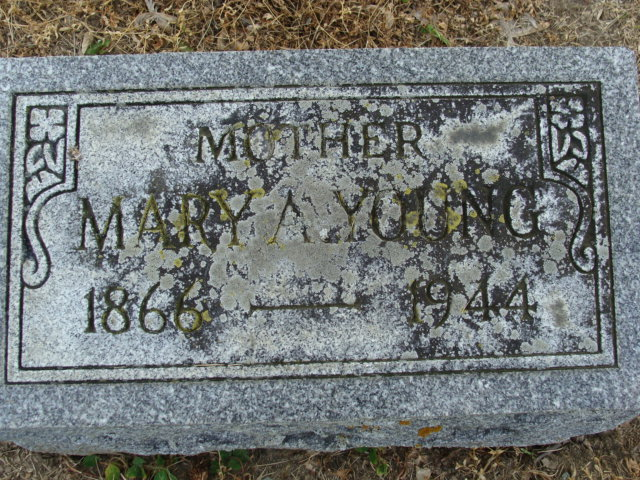 MOTHER
MARY A. YOUNG
1866 — 1944